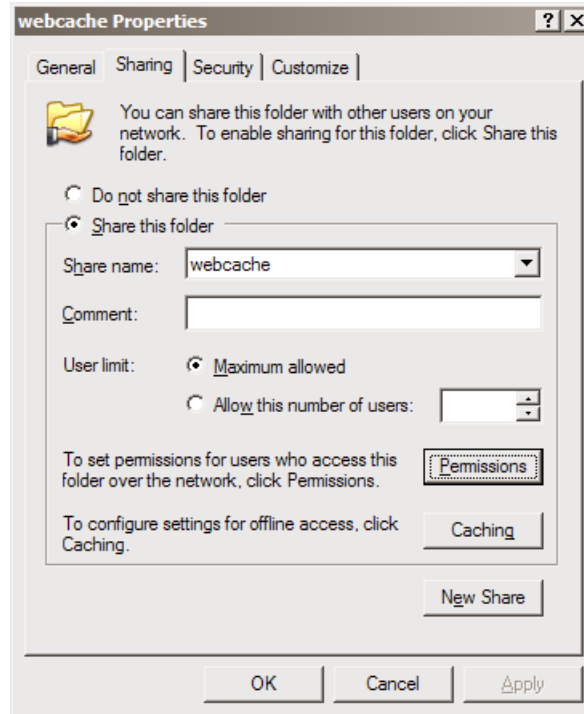 webcache Properties
General Sharing Security Customize
You can share this folder with other users on your
network. To enable sharing for this folder, click Share this
folder.
Do not share this folder
Share this folder
Share name: webcache
Comment:
User limit: Maximum allowed
Allow this number of users:
To set permissions for users who access this
folder over the network, click Permissions.
Permissions
To configure settings for offline access, click
Caching.
Caching
New Share
OK Cancel Apply